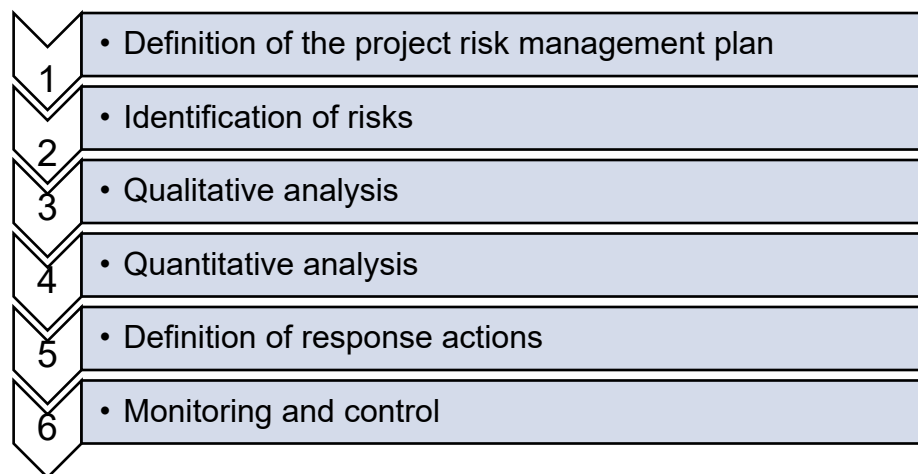 1 • Definition of the project risk management plan
2 • Identification of risks
3 • Qualitative analysis
4 • Quantitative analysis
5 • Definition of response actions
6 • Monitoring and control